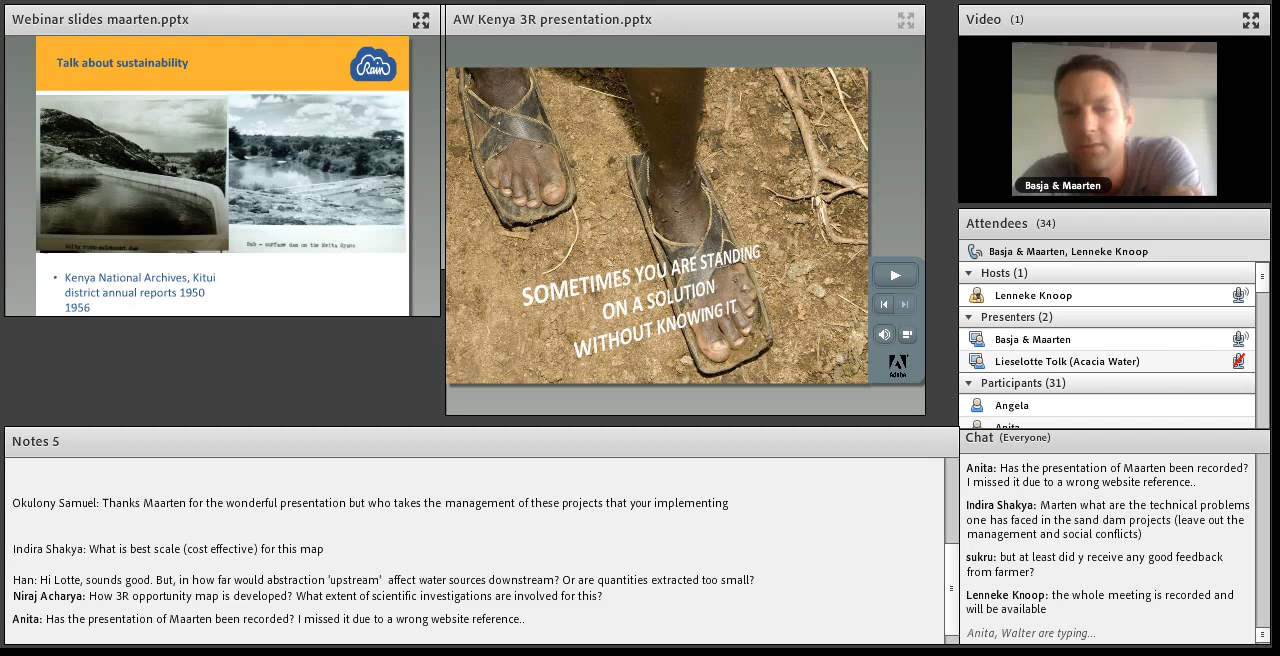 Webinar slides maarten.pptx
Talk about sustainability
Rain
Sub - surface dam on the Mwita Syano
• Kenya National Archives, Kitui
district annual reports 1950
1956
AW Kenya 3R presentation.pptx
SOMETIMES YOU ARE STANDING
ON A SOLUTION
WITHOUT KNOWING IT.
Adobe
Video (1)
Basja & Maarten
Attendees (34)
Basja & Maarten, Lenneke Knoop
Hosts (1)
Lenneke Knoop
Presenters (2)
Basja & Maarten
Lieselotte Tolk (Acacia Water)
Participants (31)
Angela
Anita
Notes 5
Okulony Samuel: Thanks Maarten for the wonderful presentation but who takes the management of these projects that your implementing
Indira Shakya: What is best scale (cost effective) for this map
Han: Hi Lotte, sounds good. But, in how far would abstraction 'upstream' affect water sources downstream? Or are quantities extracted too small?
Niraj Acharya: How 3R opportunity map is developed? What extent of scientific investigations are involved for this?
Anita: Has the presentation of Maarten been recorded? I missed it due to a wrong website reference..
Chat (Everyone)
Anita: Has the presentation of Maarten been recorded?
I missed it due to a wrong website reference..
Indira Shakya: Marten what are the technical problems
one has faced in the sand dam projects (leave out the
management and social conflicts)
sukru: but at least did y receive any good feedback
from farmer?
Lenneke Knoop: the whole meeting is recorded and
will be available
Anita, Walter are typing...